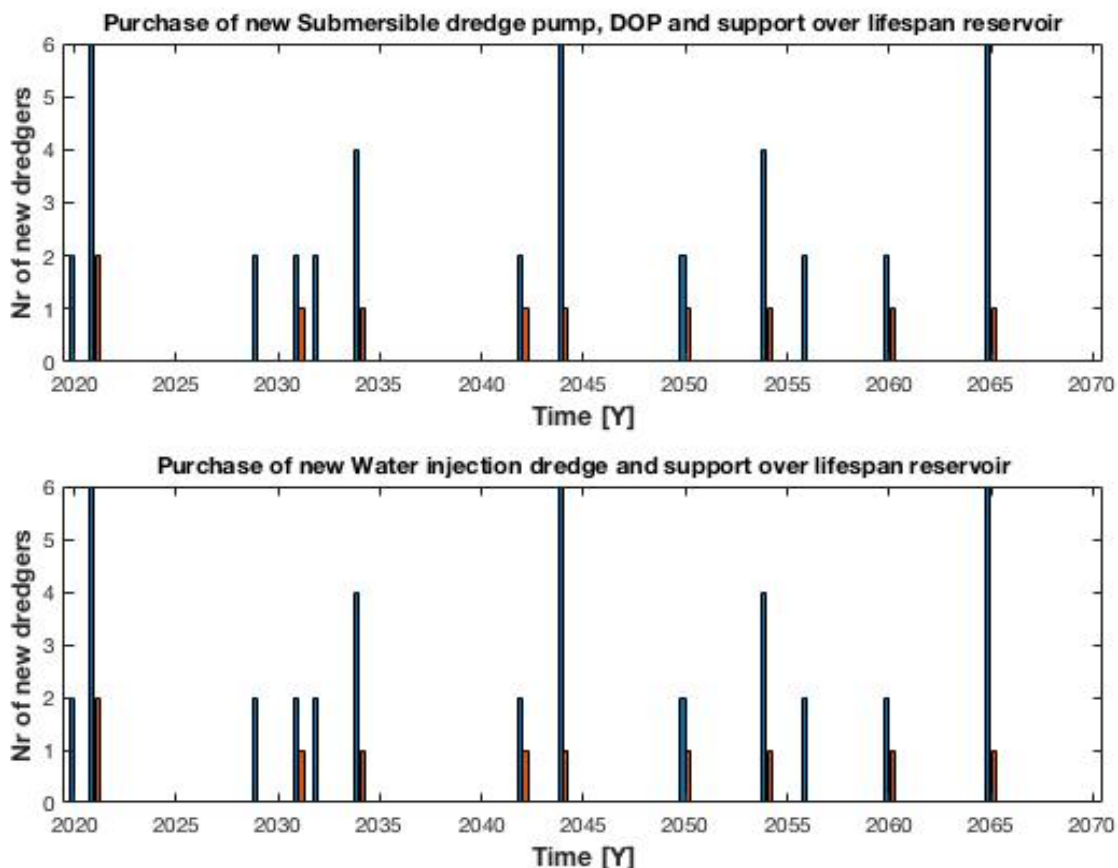 Purchase of new Submersible dredge pump, DOP and support over lifespan reservoir
6
5
4
3
2
1
0
Nr of new dredgers
2020 2025 2030 2035 2040 2045 2050 2055 2060 2065 2070
Time [Y]
Purchase of new Water injection dredge and support over lifespan reservoir
6
5
4
3
2
1
0
Nr of new dredgers
2020 2025 2030 2035 2040 2045 2050 2055 2060 2065 2070
Time [Y]